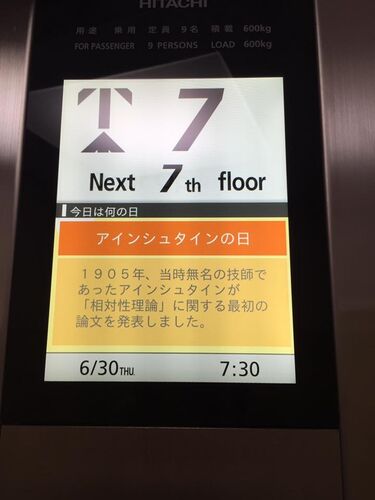 HITACHI
用途 乗用 定員 9名 積載 600kg
FOR PASSENGER 9 PERSONS LOAD 600kg
7
Next 7th floor
今日は何の日
アインシュタインの日
1905年、当時無名の技師で
あったアインシュタインが
「相対性理論」に関する最初の
論文を発表しました。
6/30THU. 7:30